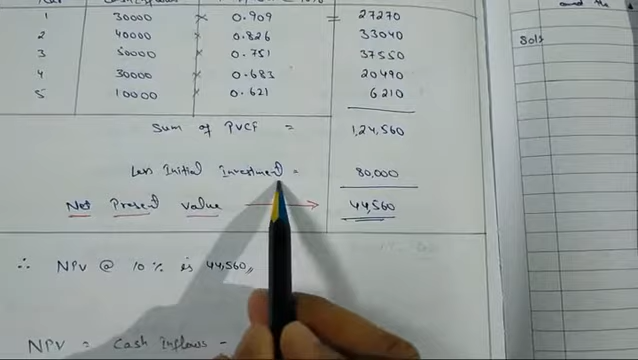 1 30000 × 0.909 = 27270
2 40000 × 0.826 33040
3 50000 × 0.751 37550
4 30000 × 0.683 20490
5 10000 × 0.621 6210
Sum of PVCF = 1,24,560
Less Initial Investment = 80,000
Net Present Value → 44,560
∴ NPV @ 10% is 44,560,,
NPV = Cash Inflows -